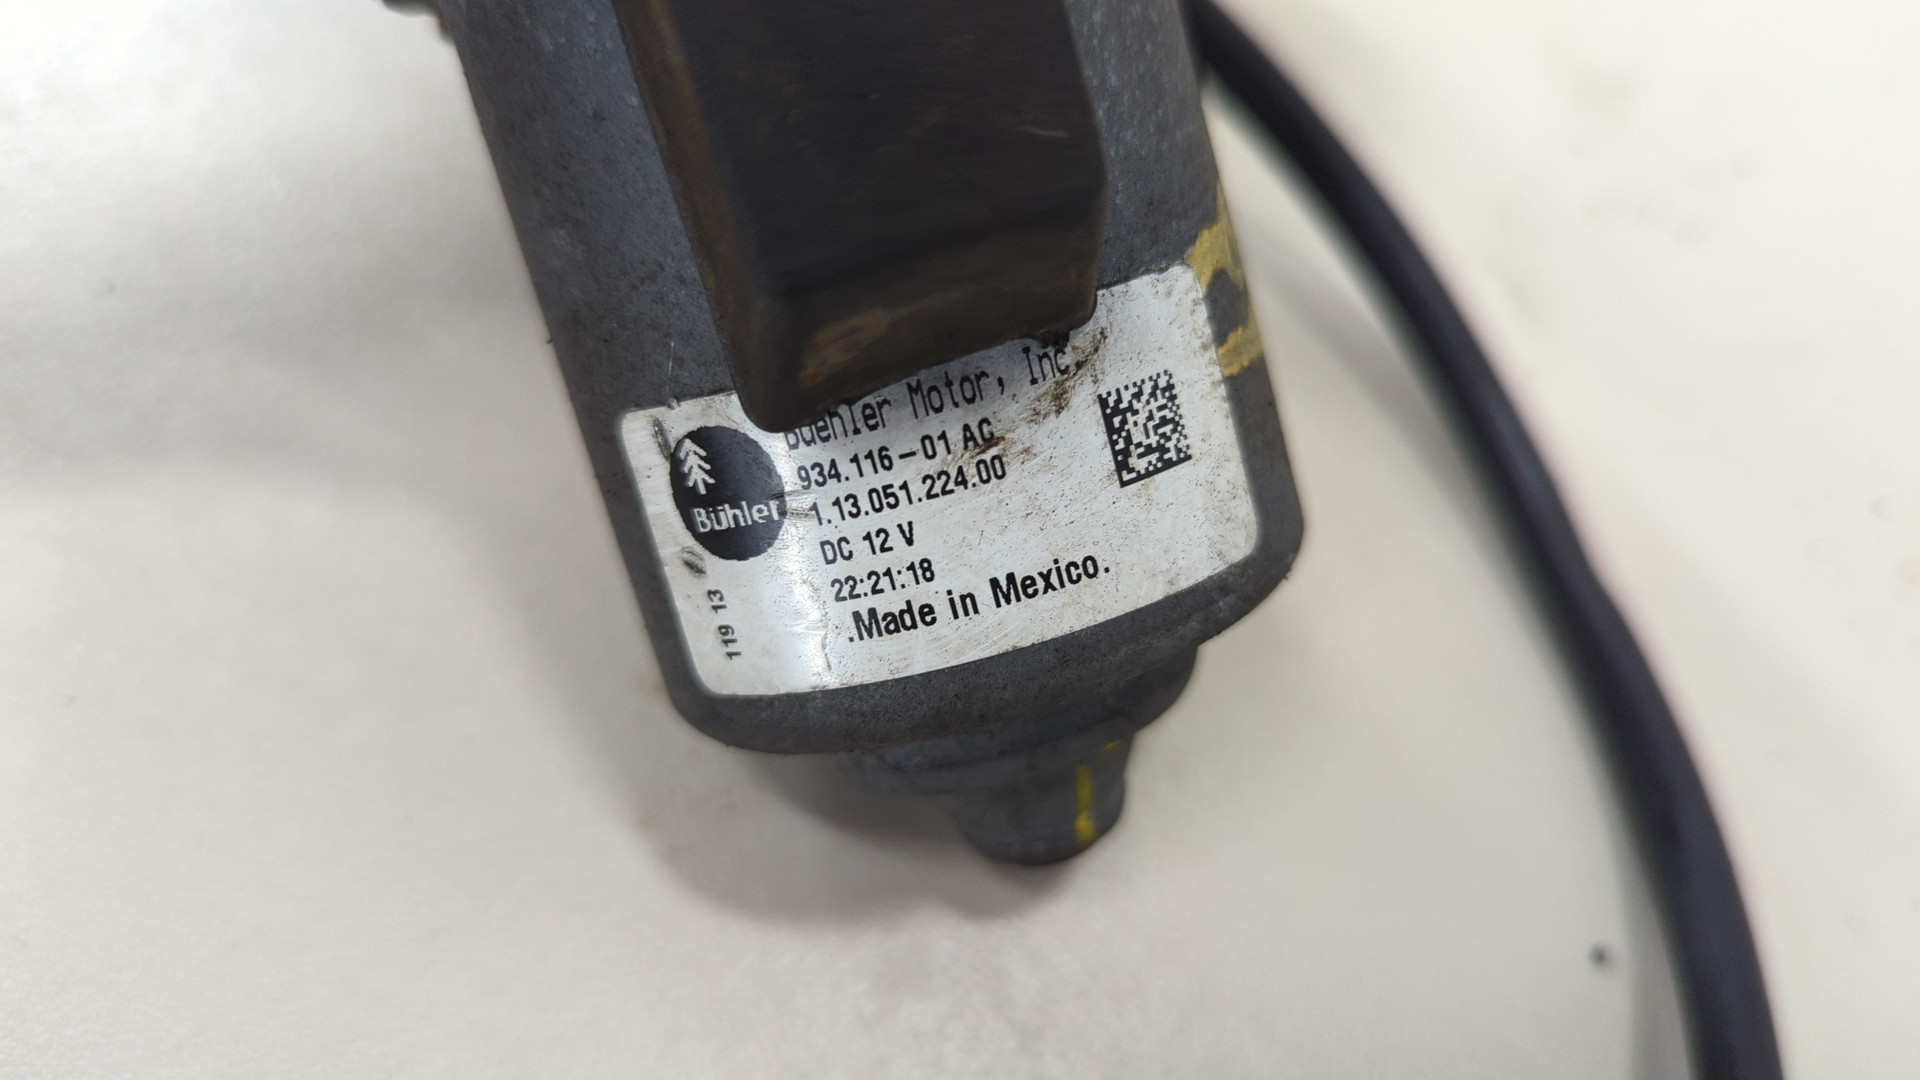 Buehler Motor, Inc.
934.116-01 AC
1.13.051.224.00
DC 12 V
22:21:18
.Made in Mexico.
Bühler
119 13